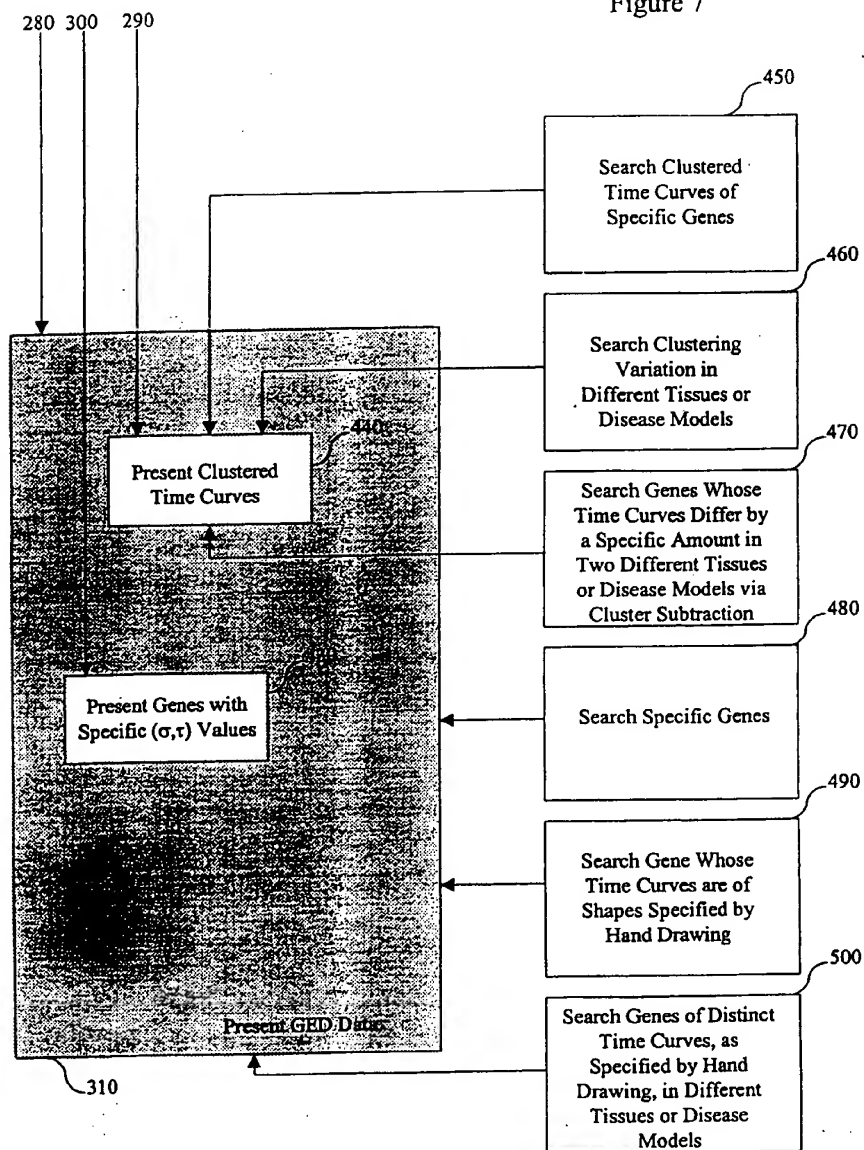 Figure 7
280 300 290
450
Search Clustered
Time Curves of
Specific Genes
460
Search Clustering
Variation in
Different Tissues or
Disease Models
440
Present Clustered
Time Curves
470
Search Genes Whose
Time Curves Differ by
a Specific Amount in
Two Different Tissues
or Disease Models via
Cluster Subtraction
480
Present Genes with
Specific (σ,τ) Values
Search Specific Genes
490
Search Gene Whose
Time Curves are of
Shapes Specified by
Hand Drawing
500
Present GED Data
310
Search Genes of Distinct
Time Curves, as
Specified by Hand
Drawing, in Different
Tissues or Disease
Models